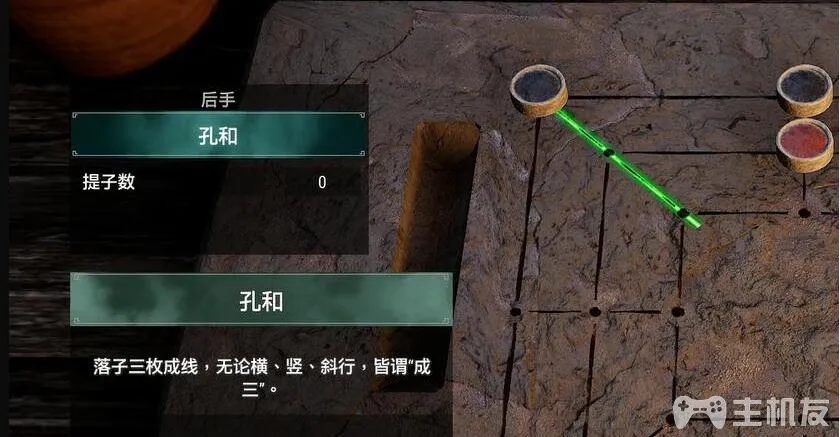 后手
孔和
提子数 0
孔和
落子三枚成线，无论横、竖、斜行，皆谓“成
三”。
主机友